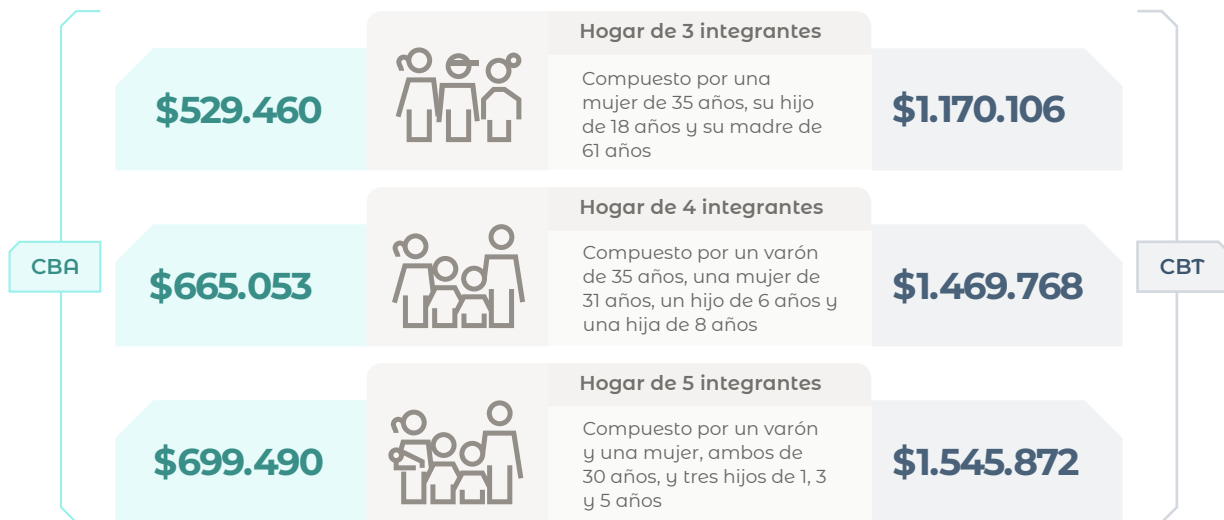 Hogar de 3 integrantes
$529.460
Compuesto por una
mujer de 35 años, su hijo
de 18 años y su madre de
61 años
$1.170.106
Hogar de 4 integrantes
CBA
$665.053
Compuesto por un varón
de 35 años, una mujer de
31 años, un hijo de 6 años y
una hija de 8 años
$1.469.768
CBT
Hogar de 5 integrantes
$699.490
Compuesto por un varón
y una mujer, ambos de
30 años, y tres hijos de 1, 3
y 5 años
$1.545.872